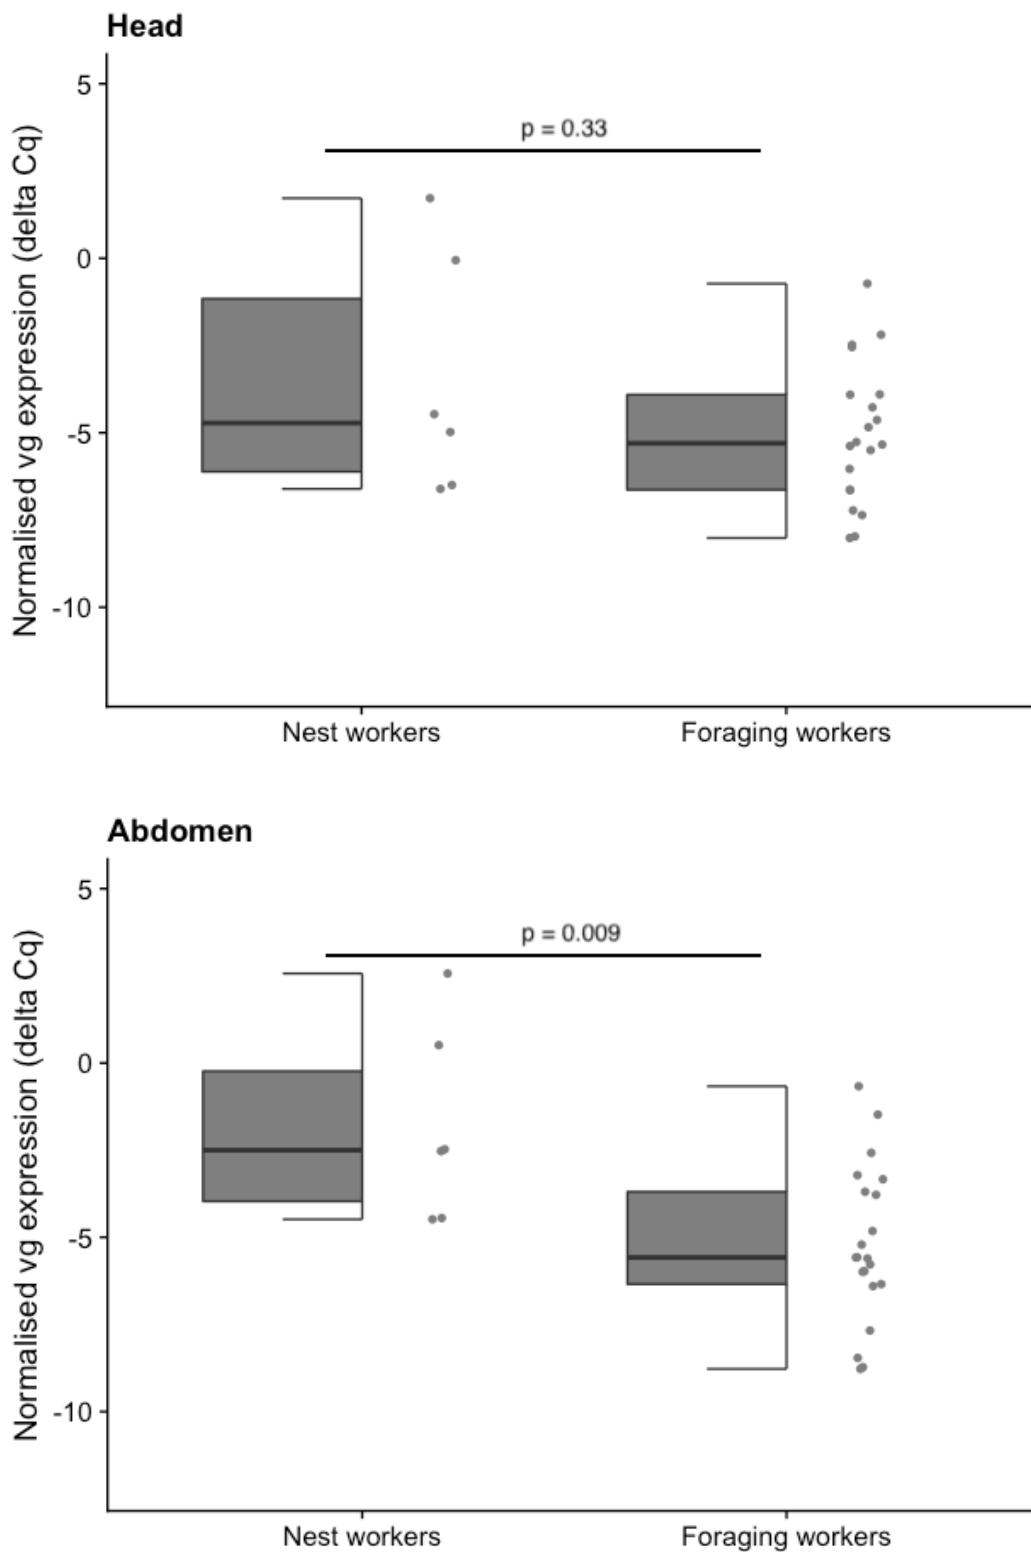 Head
Normalised vg expression (delta Cq)
5
0
-5
-10
p = 0.33
Nest workers
Foraging workers
Abdomen
Normalised vg expression (delta Cq)
5
0
-5
-10
p = 0.009
Nest workers
Foraging workers